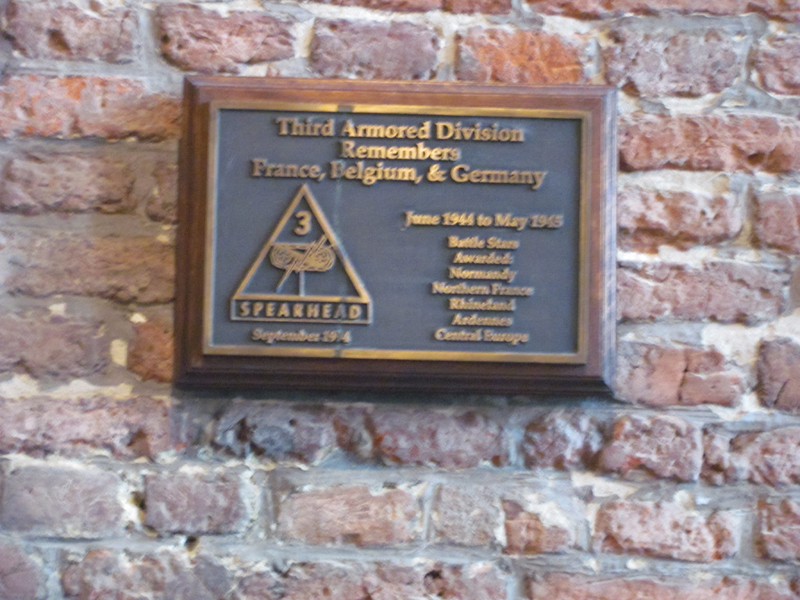 Third Armored Division
Remembers
France, Belgium, & Germany
3
SPEARHEAD
September 1974
June 1944 to May 1945
Battle Stars
Awarded:
Normandy
Northern France
Rhineland
Ardennes
Central Europe